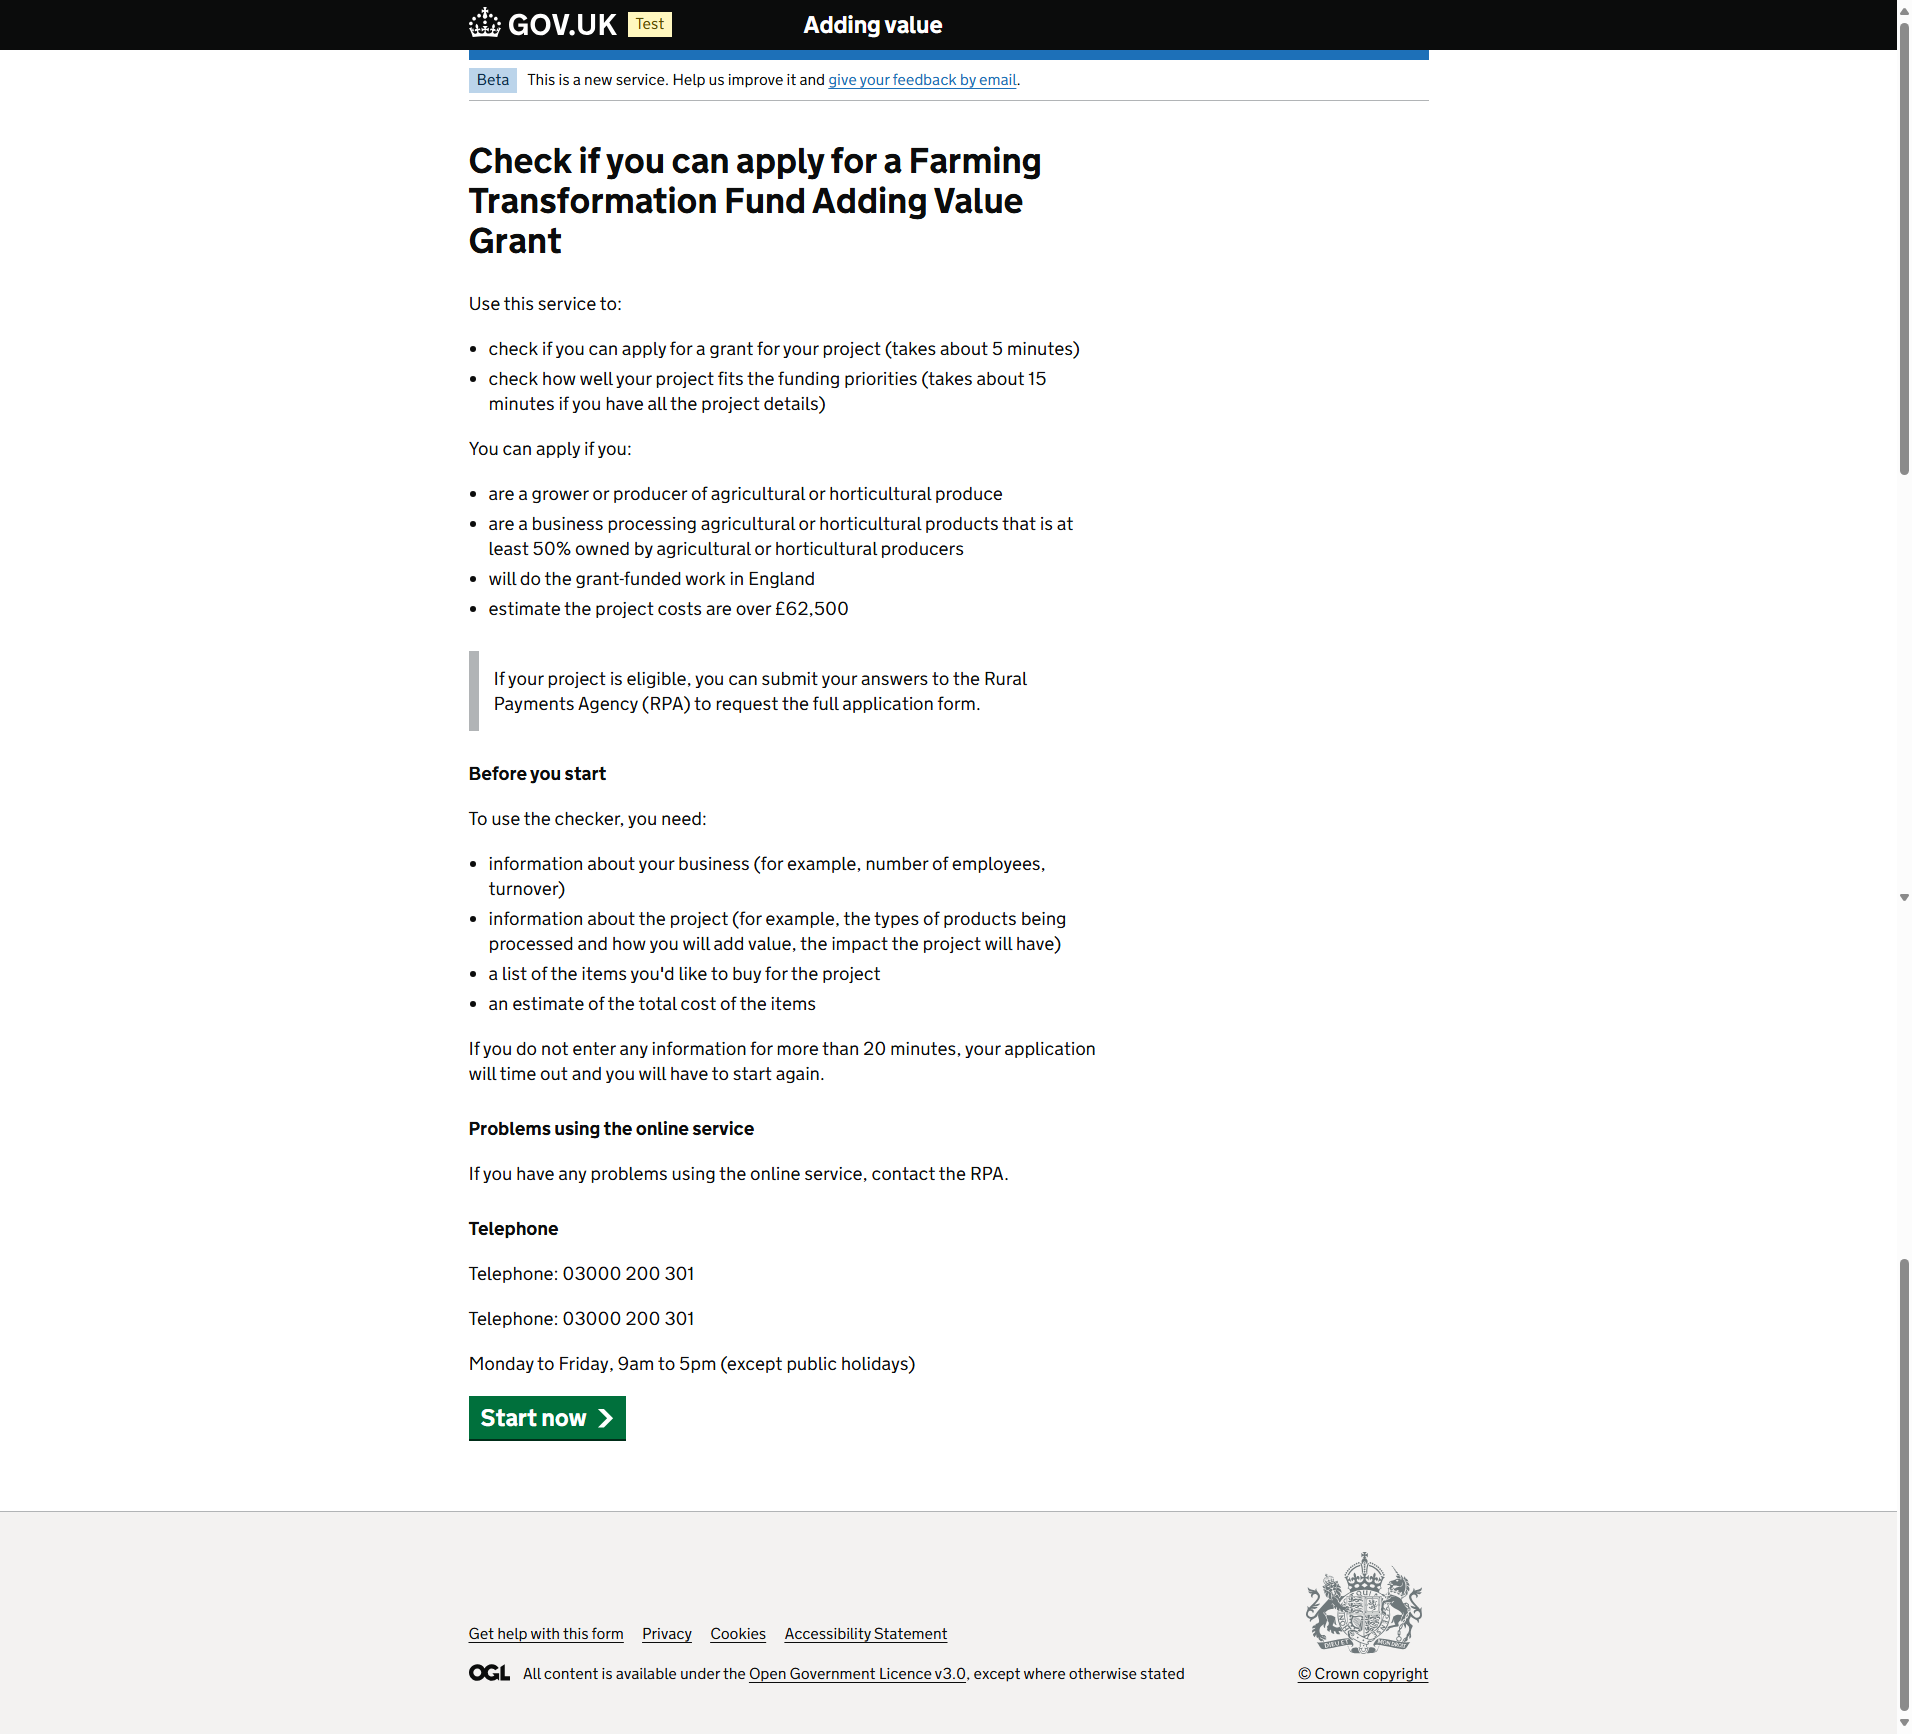 GOV.UK Test Adding value
Beta This is a new service. Help us improve it and give your feedback by email.
Check if you can apply for a Farming
Transformation Fund Adding Value
Grant
Use this service to:
• check if you can apply for a grant for your project (takes about 5 minutes)
• check how well your project fits the funding priorities (takes about 15
minutes if you have all the project details)
You can apply if you:
• are a grower or producer of agricultural or horticultural produce
• are a business processing agricultural or horticultural products that is at
least 50% owned by agricultural or horticultural producers
• will do the grant-funded work in England
• estimate the project costs are over £62,500
If your project is eligible, you can submit your answers to the Rural
Payments Agency (RPA) to request the full application form.
Before you start
To use the checker, you need:
• information about your business (for example, number of employees,
turnover)
• information about the project (for example, the types of products being
processed and how you will add value, the impact the project will have)
• a list of the items you'd like to buy for the project
• an estimate of the total cost of the items
If you do not enter any information for more than 20 minutes, your application
will time out and you will have to start again.
Problems using the online service
If you have any problems using the online service, contact the RPA.
Telephone
Telephone: 03000 200 301
Telephone: 03000 200 301
Monday to Friday, 9am to 5pm (except public holidays)
Start now
Get help with this form Privacy Cookies Accessibility Statement
OGL All content is available under the Open Government Licence v3.0, except where otherwise stated
© Crown copyright